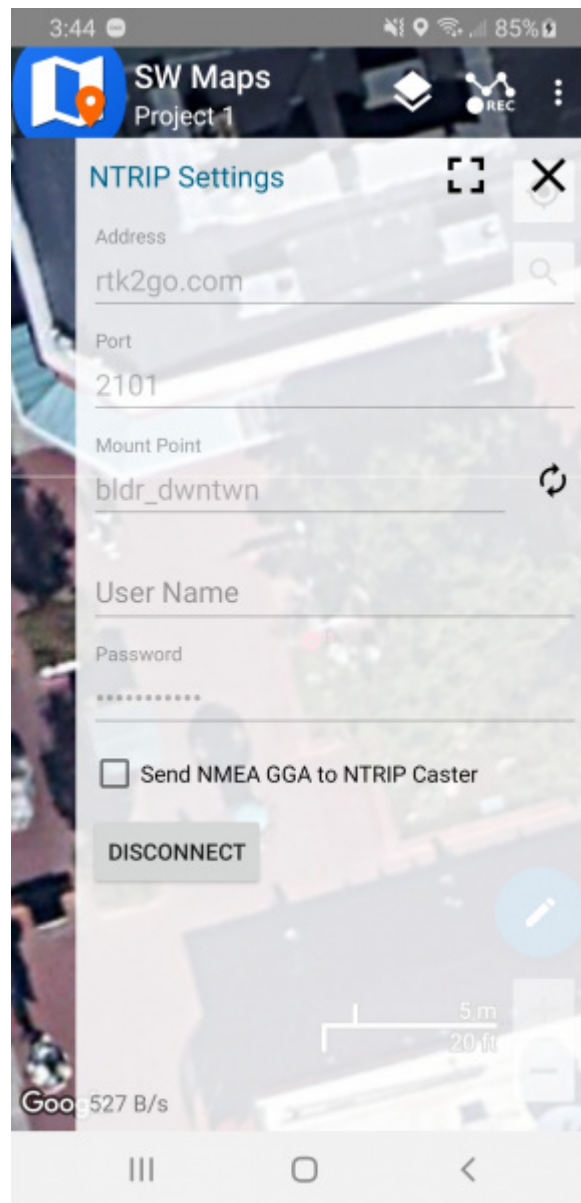 3:44
85%
SW Maps
Project 1
REC
NTRIP Settings
Address
rtk2go.com
Port
2101
Mount Point
bldr_dwntwn
User Name
Password
•••••••••••
Send NMEA GGA to NTRIP Caster
DISCONNECT
5 m
20 ft
Goog
527 B/s